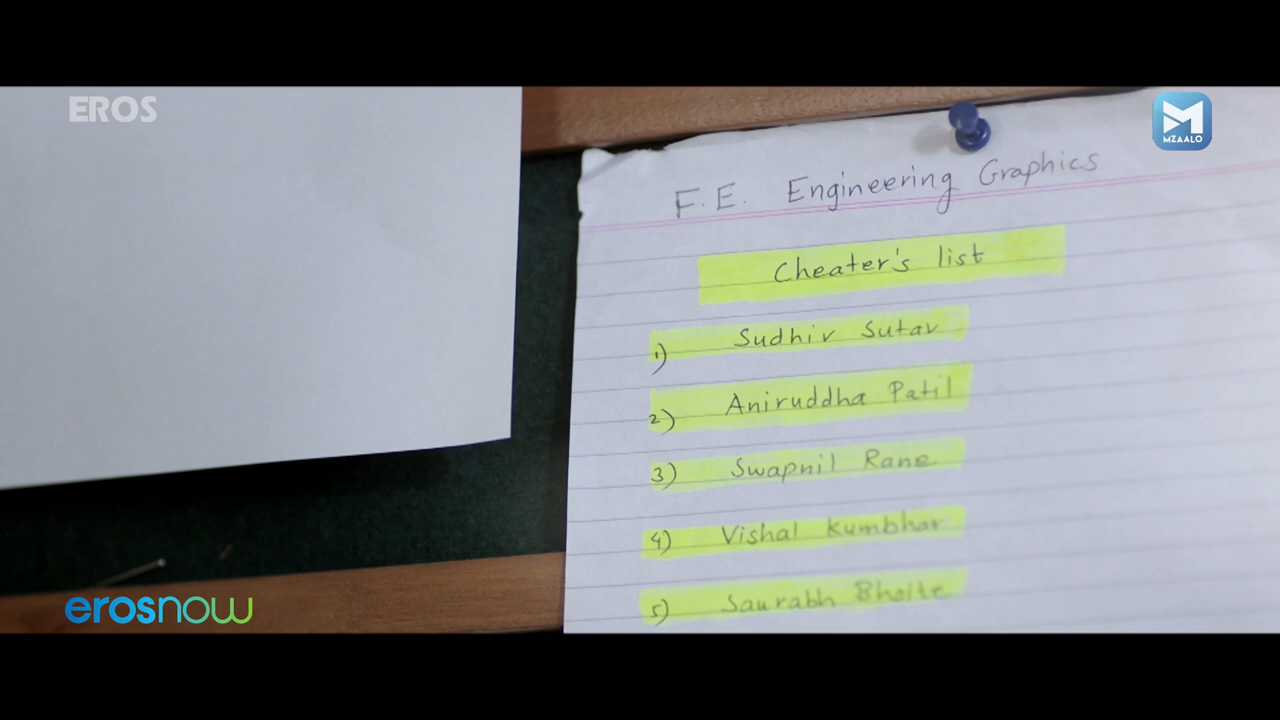 EROS
MZAALO
F.E. Engineering Graphics
Cheater's list
1) Sudhir Sutar
2) Aniruddha Patil
3) Swapnil Rane
4) Vishal Kumbhar
5) Saurabh Bhoite
erosnow